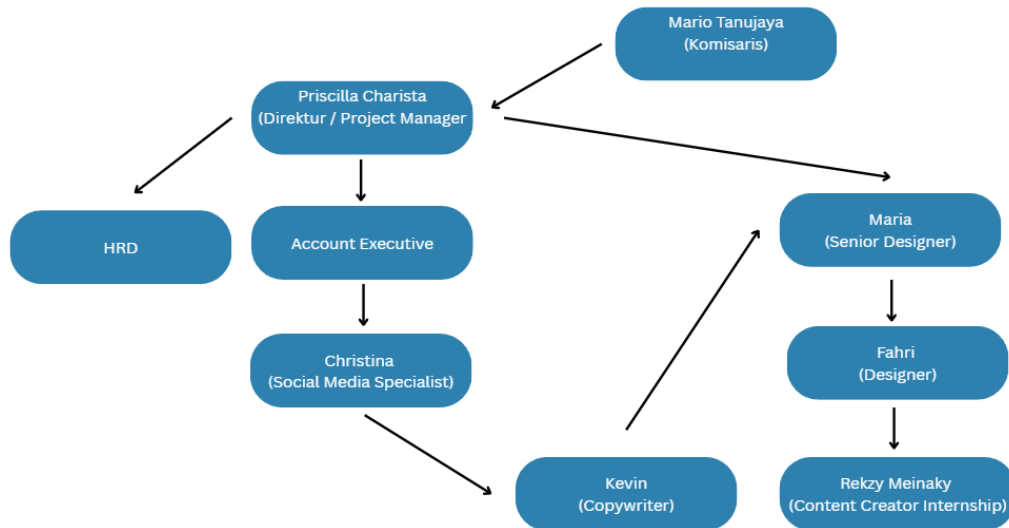 Mario Tanujaya
(Komisaris)
Priscilla Charista
(Direktur / Project Manager
HRD
Account Executive
Maria
(Senior Designer)
Christina
(Social Media Specialist)
Fahri
(Designer)
Kevin
(Copywriter)
Rekzy Meinaky
(Content Creator Internship)